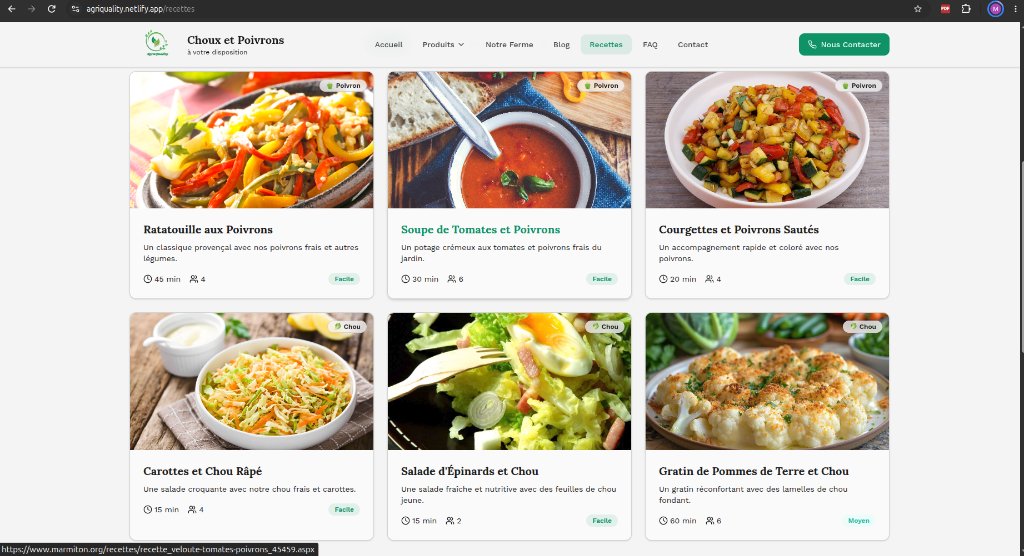 agriquality.netlify.app/recettes
PDF
M
Choux et Poivrons
à votre disposition
agriquality
Accueil
Produits
Notre Ferme
Blog
Recettes
FAQ
Contact
Nous Contacter
Poivron
Poivron
Poivron
Ratatouille aux Poivrons
Un classique provençal avec nos poivrons frais et autres
légumes.
45 min 4
Facile
Soupe de Tomates et Poivrons
Un potage crémeux aux tomates et poivrons frais du
jardin.
30 min 6
Facile
Courgettes et Poivrons Sautés
Un accompagnement rapide et coloré avec nos
poivrons.
20 min 4
Facile
Chou
Chou
Chou
Carottes et Chou Râpé
Une salade croquante avec notre chou frais et carottes.
15 min 4
Facile
Salade d'Épinards et Chou
Une salade fraîche et nutritive avec des feuilles de chou
jeune.
15 min 2
Facile
Gratin de Pommes de Terre et Chou
Un gratin réconfortant avec des lamelles de chou
fondant.
60 min 6
Moyen
https://www.marmiton.org/recettes/recette_veloute-tomates-poivrons_45459.aspx